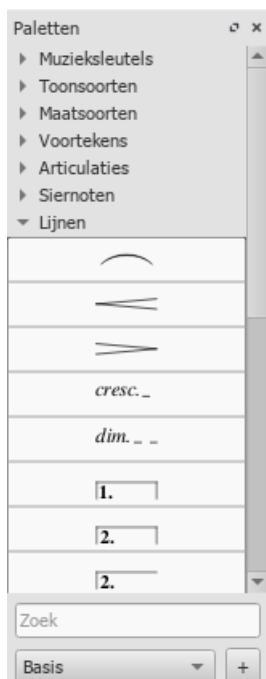 Paletten
Muzieksleutels
Toonsoorten
Maatsoorten
Voortekens
Articulaties
Siernoten
Lijnen
cresc. _
dim. _ _
1.
2.
2.
Zoek
Basis
+